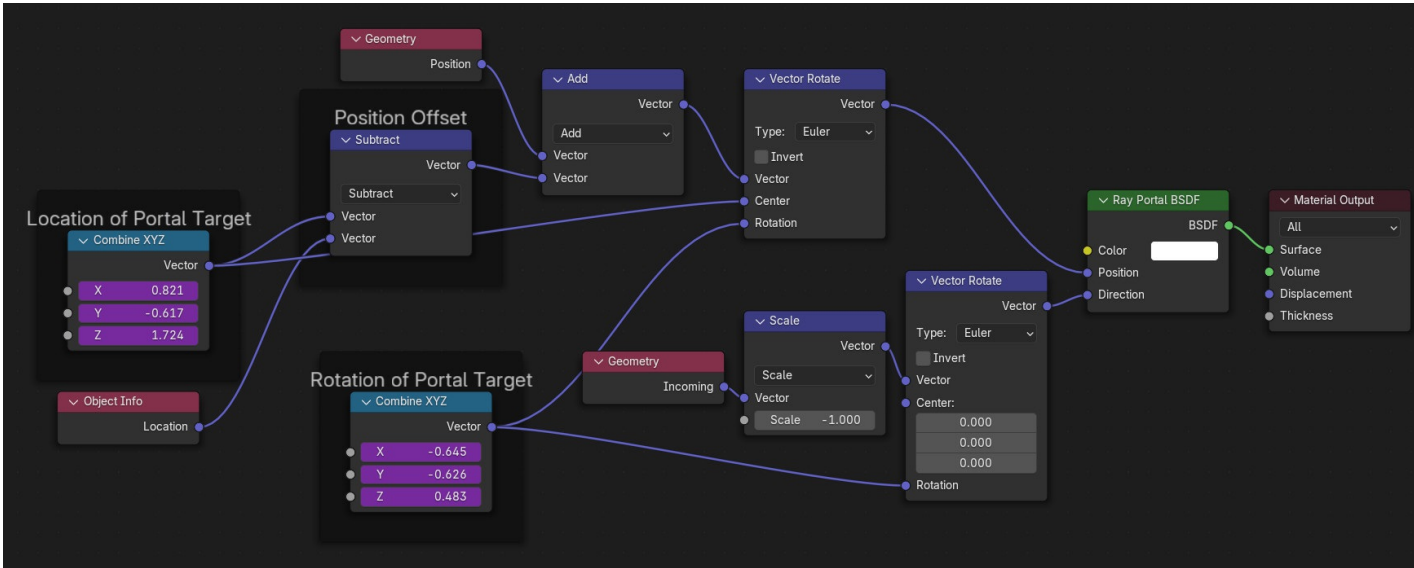 Geometry
Position
Position Offset
Subtract
Vector
Subtract
Vector
Vector
Add
Vector
Add
Vector
Vector
Vector Rotate
Vector
Type: Euler
Invert
Vector
Center
Rotation
Location of Portal Target
Combine XYZ
Vector
X 0.821
Y -0.617
Z 1.724
Object Info
Location
Rotation of Portal Target
Combine XYZ
Vector
X -0.645
Y -0.626
Z 0.483
Geometry
Incoming
Scale
Vector
Scale
Vector
Scale -1.000
Vector Rotate
Vector
Type: Euler
Invert
Vector
Center:
0.000
0.000
0.000
Rotation
Ray Portal BSDF
BSDF
Color
Position
Direction
Material Output
All
Surface
Volume
Displacement
Thickness